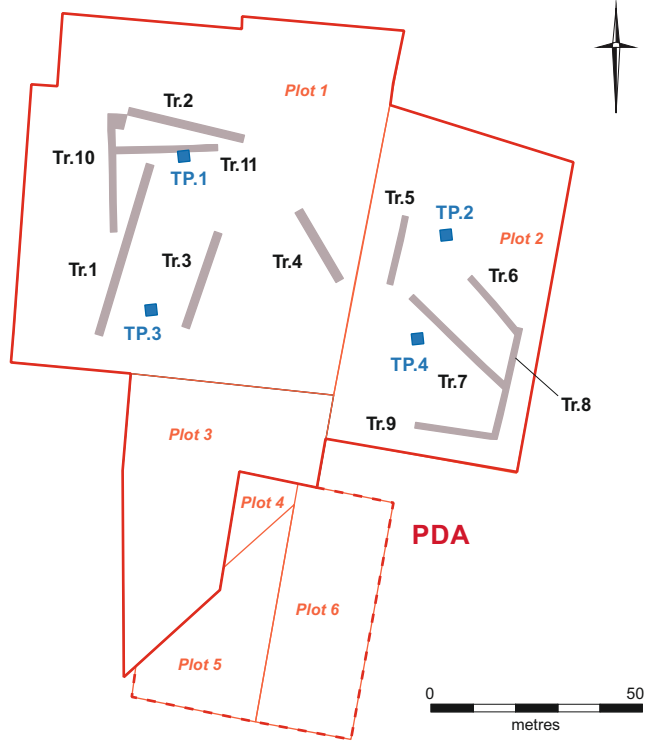 Plot 1
Tr.2
Tr.10
Tr.11
TP.1
Tr.5
TP.2
Plot 2
Tr.1
Tr.3
Tr.4
Tr.6
TP.3
TP.4
Tr.7
Tr.8
Tr.9
Plot 3
Plot 4
PDA
Plot 6
Plot 5
0 50
metres